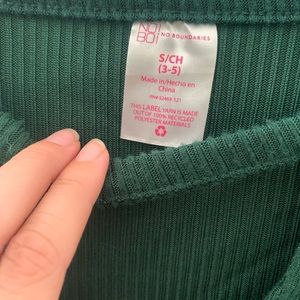 NO
BO
NO BOUNDARIES
S/CH
(3-5)
Made in/Hecho en
China
THIS LABEL YARN IS MADE
OUT OF 100% RECYCLED
POLYESTER MATERIALS